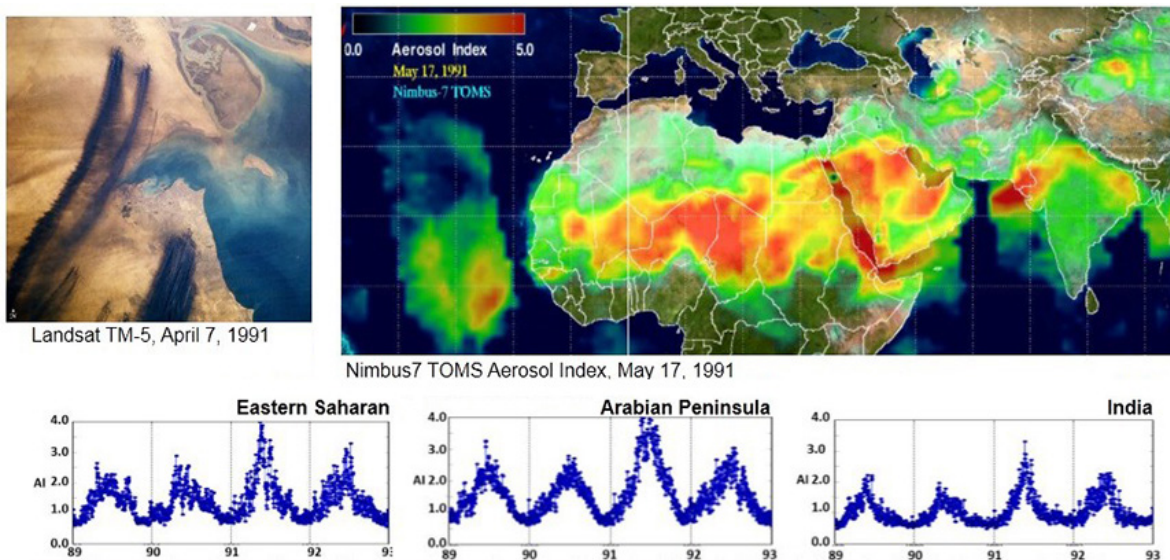 0.0 Aerosol Index 5.0
May 17, 1991
Nimbus-7 TOMS
Landsat TM-5, April 7, 1991
Nimbus7 TOMS Aerosol Index, May 17, 1991
Eastern Saharan
4.0
3.0
AI 2.0
1.0
0.0
89 90 91 92 93
Arabian Peninsula
4.0
3.0
AI 2.0
1.0
0.0
89 90 91 92 93
India
4.0
3.0
AI 2.0
1.0
0.0
89 90 91 92 93